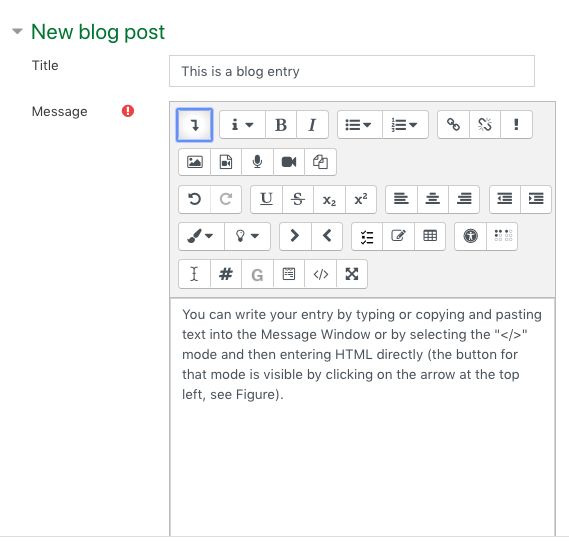 New blog post
Title
This is a blog entry
Message
i B I
U S x₂ x²
# G </>
You can write your entry by typing or copying and pasting
text into the Message Window or by selecting the "</>"
mode and then entering HTML directly (the button for
that mode is visible by clicking on the arrow at the top
left, see Figure).